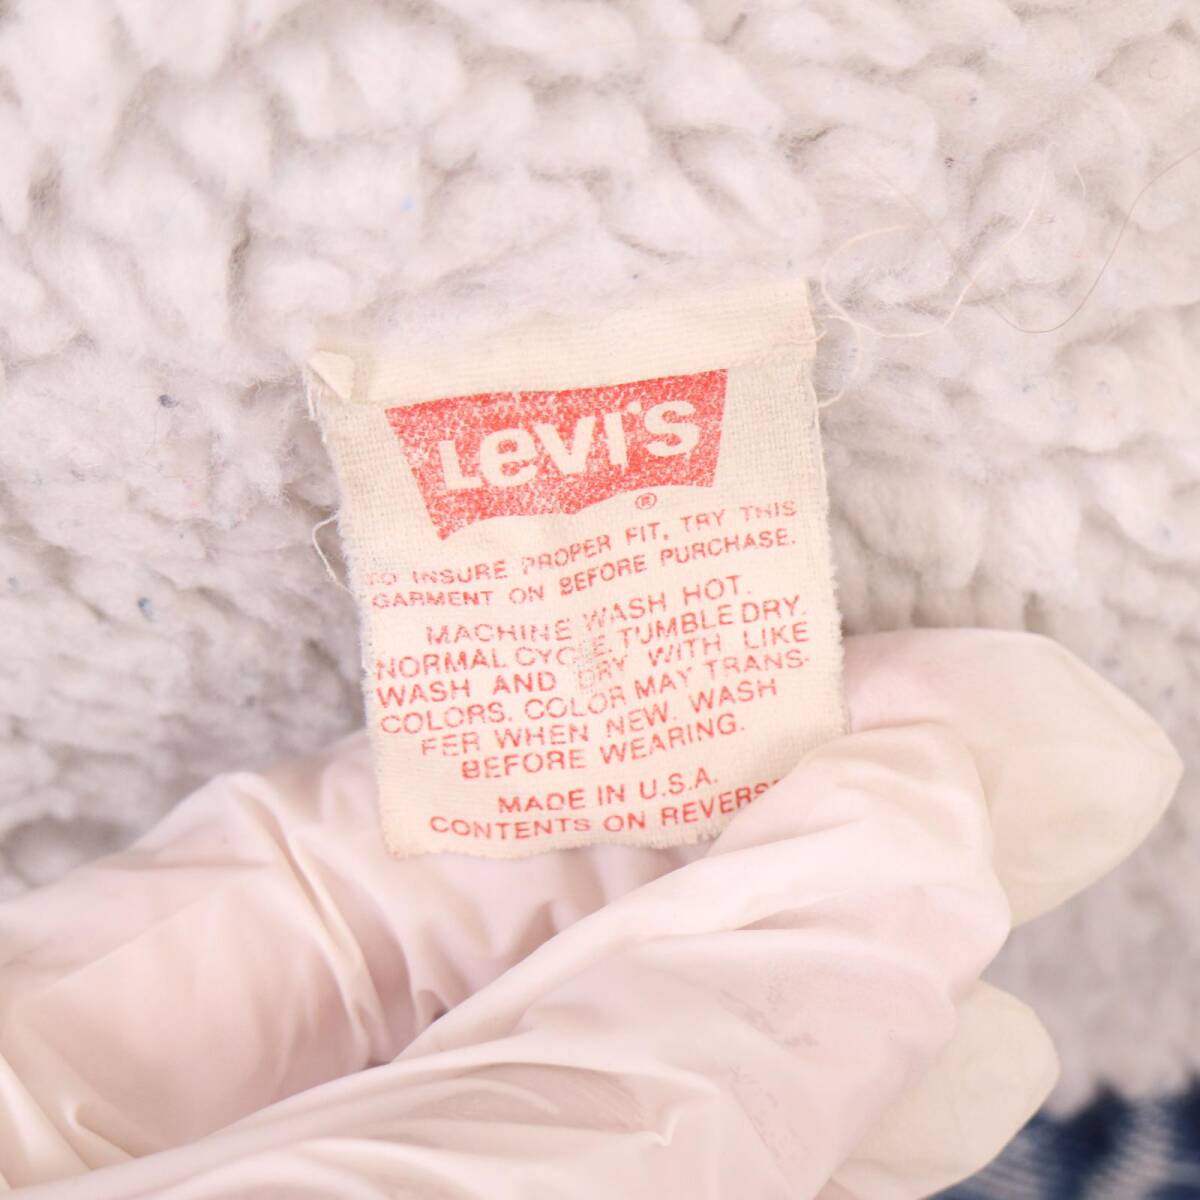 Levi's
®
TO INSURE PROPER FIT, TRY THIS
GARMENT ON BEFORE PURCHASE.
MACHINE WASH HOT.
NORMAL CYCLE TUMBLE DRY.
WASH AND DRY WITH LIKE
COLORS. COLOR MAY TRANS-
FER WHEN NEW. WASH
BEFORE WEARING.
MADE IN U.S.A.
CONTENTS ON REVERSE